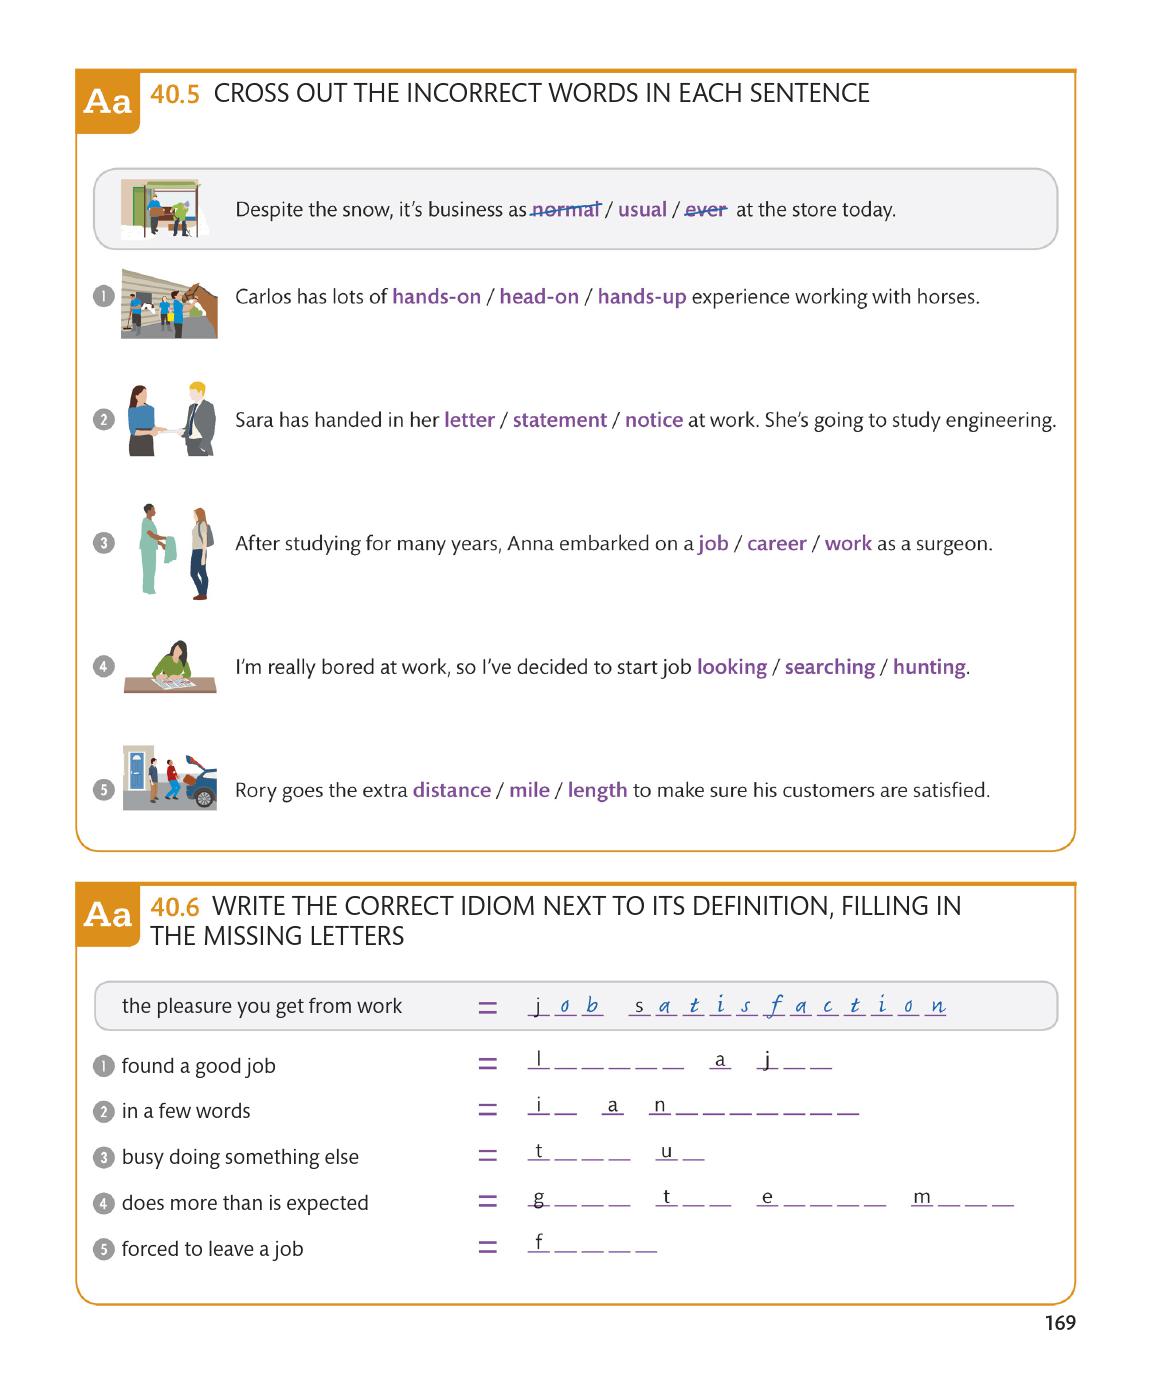 Aa 40.5 CROSS OUT THE INCORRECT WORDS IN EACH SENTENCE
Despite the snow, it's business as normal / usual / ever at the store today.
1 Carlos has lots of hands-on / head-on / hands-up experience working with horses.
2 Sara has handed in her letter / statement / notice at work. She's going to study engineering.
3 After studying for many years, Anna embarked on a job / career / work as a surgeon.
4 I'm really bored at work, so I've decided to start job looking / searching / hunting.
5 Rory goes the extra distance / mile / length to make sure his customers are satisfied.
Aa 40.6 WRITE THE CORRECT IDIOM NEXT TO ITS DEFINITION, FILLING IN
THE MISSING LETTERS
the pleasure you get from work = job satisfaction
1 found a good job = l _ _ _ _ _ a j _ _
2 in a few words = i _ a n _ _ _ _ _ _ _
3 busy doing something else = t _ _ _ u _
4 does more than is expected = g _ _ _ t _ _ e _ _ _ _ m _ _ _
5 forced to leave a job = f _ _ _ _
169